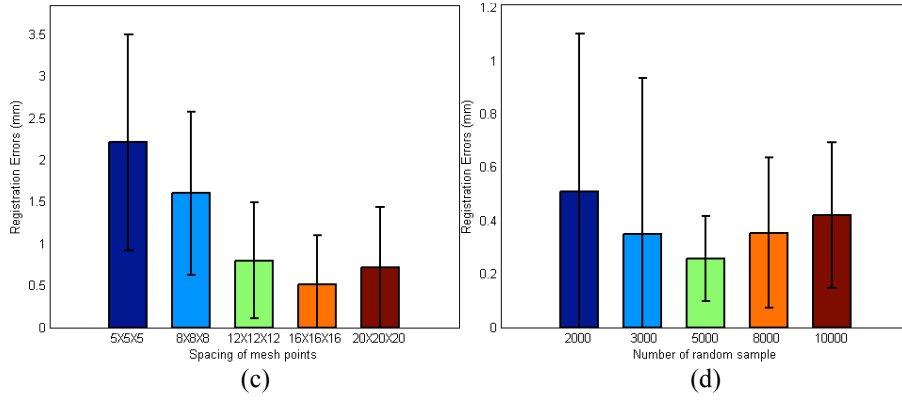 3.5
3
2.5
2
1.5
1
0.5
0
Registration Errors (mm)
5X5X5 8X8X8 12X12X12 16X16X16 20X20X20
Spacing of mesh points
(c)
1.2
1
0.8
0.6
0.4
0.2
0
Registration Errors (mm)
2000 3000 5000 8000 10000
Number of random sample
(d)